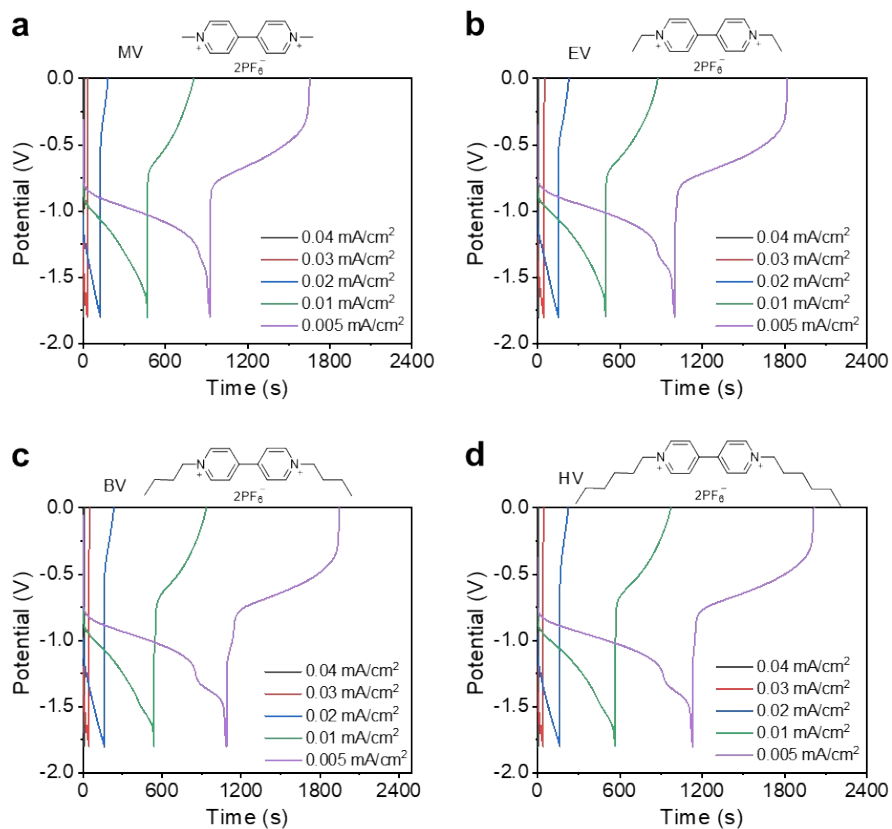 a
MV
N
+
N
+
2PF6−
0.0
-0.5
-1.0
-1.5
-2.0
Potential (V)
0.04 mA/cm2
0.03 mA/cm2
0.02 mA/cm2
0.01 mA/cm2
0.005 mA/cm2
0 600 1200 1800 2400
Time (s)
b
EV
N
+
N
+
2PF6−
0.0
-0.5
-1.0
-1.5
-2.0
Potential (V)
0.04 mA/cm2
0.03 mA/cm2
0.02 mA/cm2
0.01 mA/cm2
0.005 mA/cm2
0 600 1200 1800 2400
Time (s)
c
BV
N
+
N
+
2PF6−
0.0
-0.5
-1.0
-1.5
-2.0
Potential (V)
0.04 mA/cm2
0.03 mA/cm2
0.02 mA/cm2
0.01 mA/cm2
0.005 mA/cm2
0 600 1200 1800 2400
Time (s)
d
HV
N
+
N
+
2PF6−
0.0
-0.5
-1.0
-1.5
-2.0
Potential (V)
0.04 mA/cm2
0.03 mA/cm2
0.02 mA/cm2
0.01 mA/cm2
0.005 mA/cm2
0 600 1200 1800 2400
Time (s)